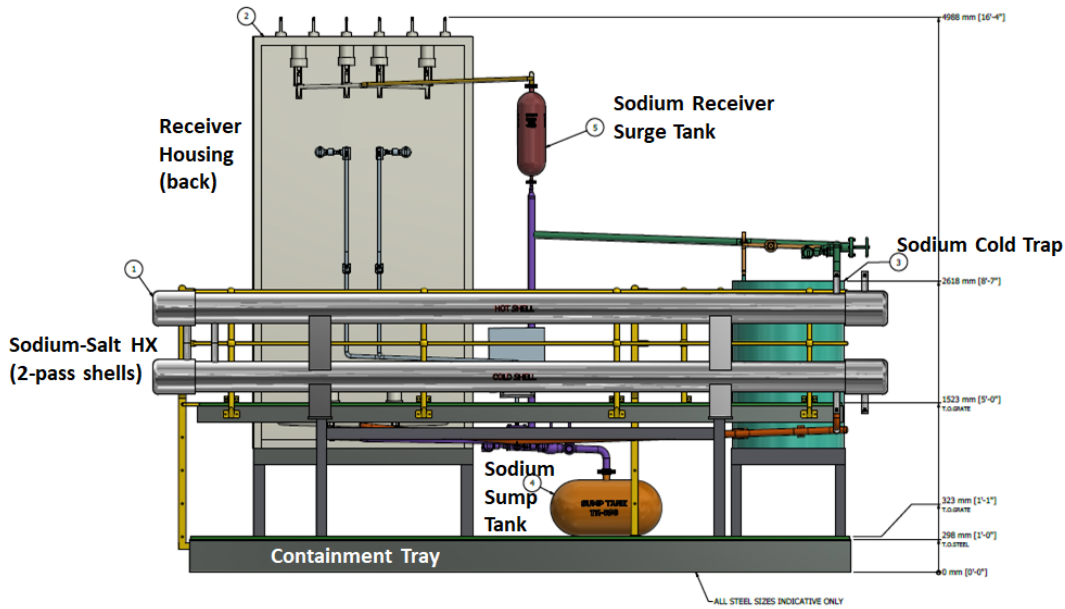 2
4988 mm [16'-4"]
Receiver
Housing
(back)
5
Sodium Receiver
Surge Tank
Sodium Cold Trap
3
1
2618 mm [8'-7"]
HOT SHELL
Sodium-Salt HX
(2-pass shells)
COLD SHELL
1523 mm [5'-0"]
T.O.GRATE
Sodium
4
Sump
Tank
SUMP TANK
323 mm [1'-1"]
T.O.GRATE
298 mm [1'-0"]
T.O.STEEL
Containment Tray
0 mm [0'-0"]
ALL STEEL SIZES INDICATIVE ONLY